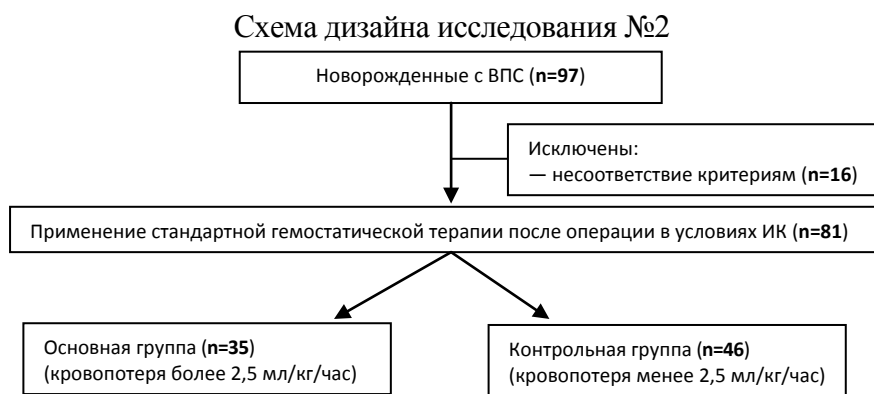 Схема дизайна исследования №2
Новорожденные с ВПС (n=97)
Исключены:
— несоответствие критериям (n=16)
Применение стандартной гемостатической терапии после операции в условиях ИК (n=81)
Основная группа (n=35)
(кровопотеря более 2,5 мл/кг/час)
Контрольная группа (n=46)
(кровопотеря менее 2,5 мл/кг/час)